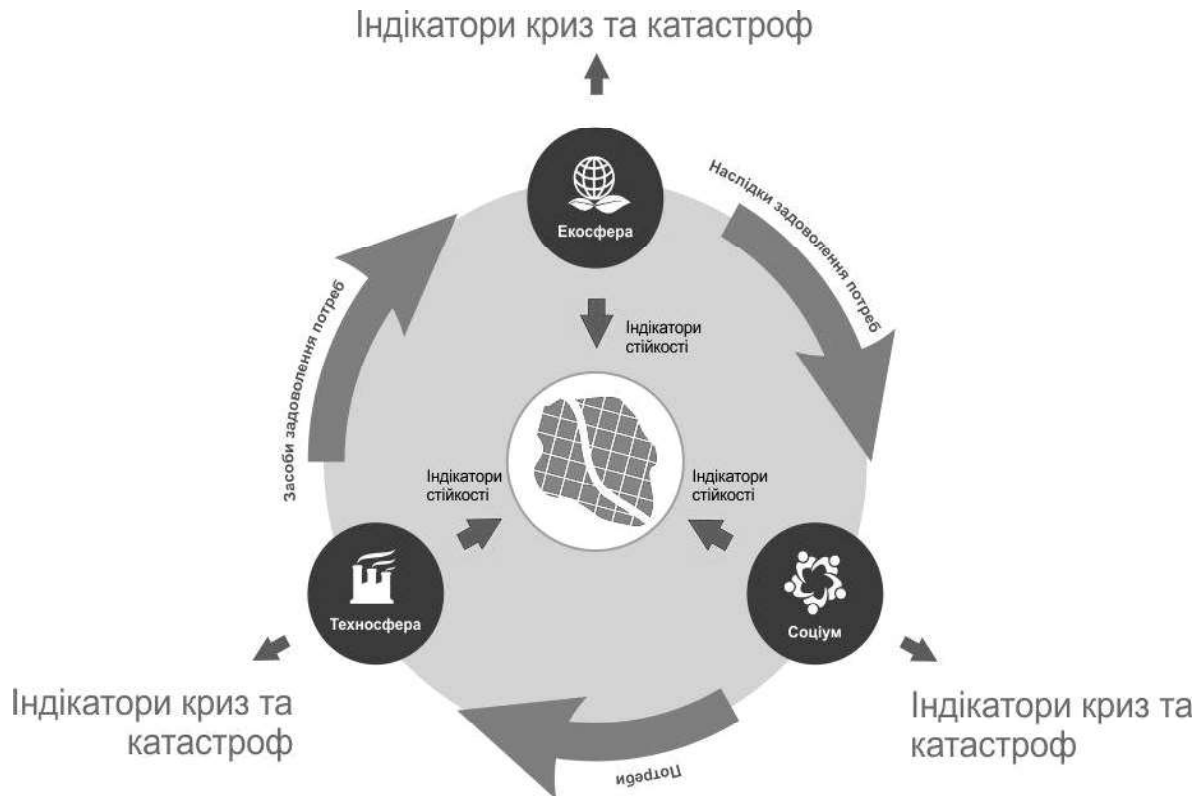 Індікатори криз та катастроф
Наслідки задоволення потреб
Екосфера
Засоби задоволення потреб
Індікатори
стійкості
Індікатори
стійкості
Індікатори
стійкості
Техносфера
Соціум
Індікатори криз та
катастроф
Індікатори криз та
катастроф
Потреби